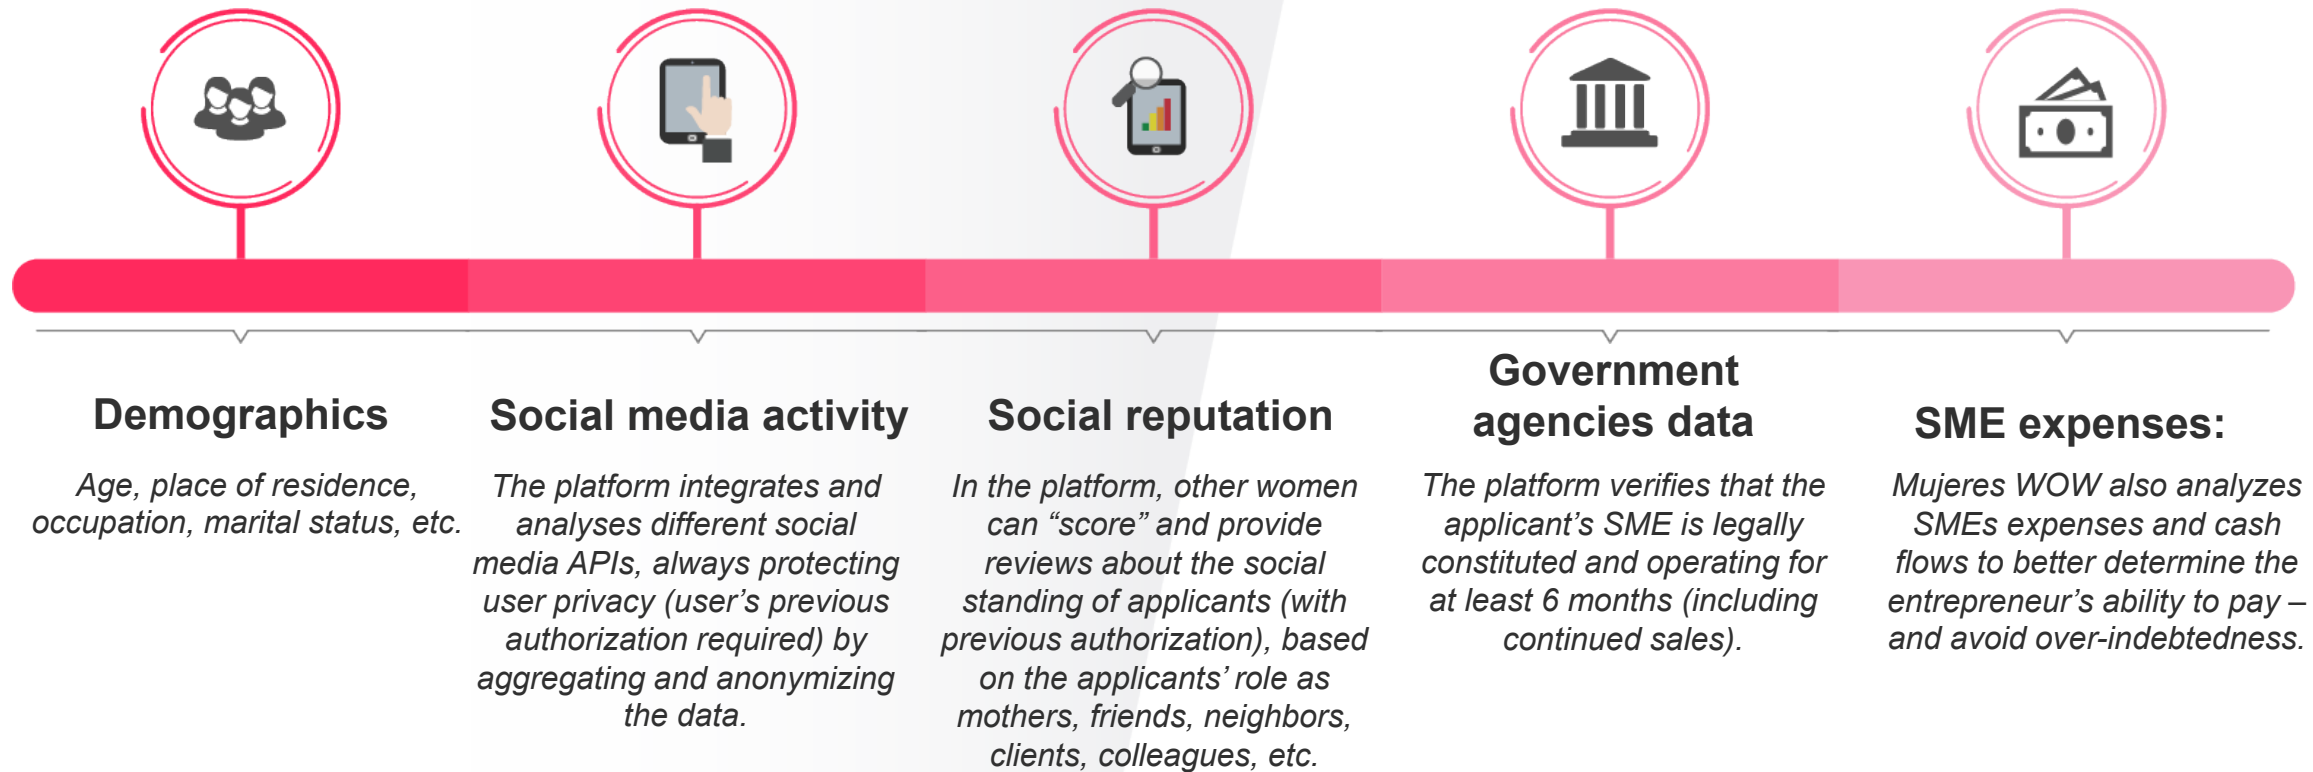 Demographics
Age, place of residence,
occupation, marital status, etc.
Social media activity
The platform integrates and
analyses different social
media APIs, always protecting
user privacy (user’s previous
authorization required) by
aggregating and anonymizing
the data.
Social reputation
In the platform, other women
can “score” and provide
reviews about the social
standing of applicants (with
previous authorization), based
on the applicants’ role as
mothers, friends, neighbors,
clients, colleagues, etc.
Government
agencies data
The platform verifies that the
applicant’s SME is legally
constituted and operating for
at least 6 months (including
continued sales).
SME expenses:
Mujeres WOW also analyzes
SMEs expenses and cash
flows to better determine the
entrepreneur’s ability to pay –
and avoid over-indebtedness.